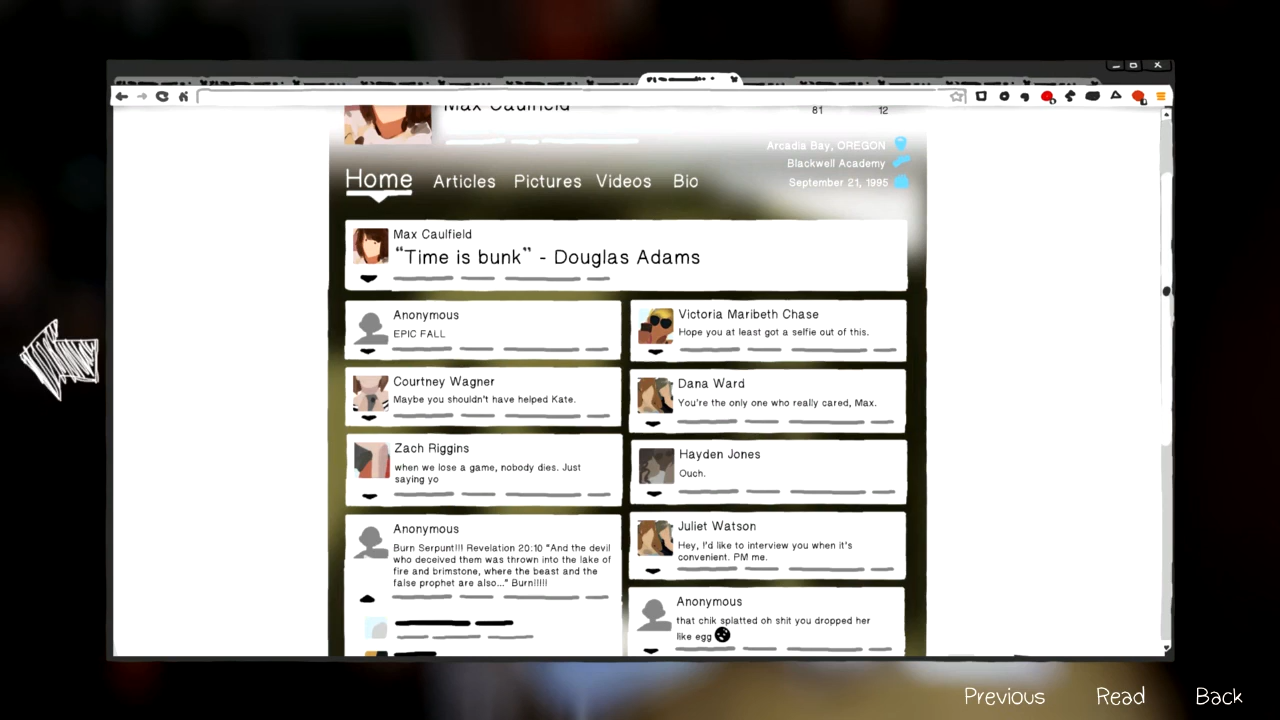 Max Caulfield
81 12
Arcadia Bay, OREGON
Blackwell Academy
September 21, 1995
Home Articles Pictures Videos Bio
Max Caulfield
“Time is bunk” - Douglas Adams
Anonymous
EPIC FALL
Courtney Wagner
Maybe you shouldn't have helped Kate.
Zach Riggins
when we lose a game, nobody dies. Just
saying yo
Anonymous
Burn Serpunt!!! Revelation 20:10 “And the devil
who deceived them was thrown into the lake of
fire and brimstone, where the beast and the
false prophet are also...” Burn!!!!!
Victoria Maribeth Chase
Hope you at least got a selfie out of this.
Dana Ward
You're the only one who really cared, Max.
Hayden Jones
Ouch.
Juliet Watson
Hey, I'd like to interview you when it's
convenient. PM me.
Anonymous
that chik splatted oh shit you dropped her
like egg
Previous Read Back